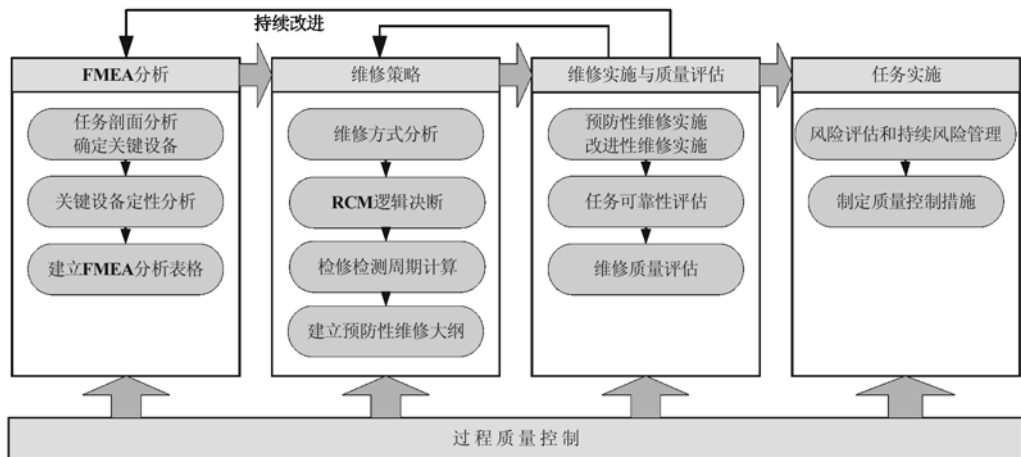 持续改进
FMEA分析
任务剖面分析
确定关键设备
关键设备定性分析
建立FMEA分析表格
维修策略
维修方式分析
RCM逻辑决断
检修检测周期计算
建立预防性维修大纲
维修实施与质量评估
预防性维修实施
改进性维修实施
任务可靠性评估
维修质量评估
任务实施
风险评估和持续风险管理
制定质量控制措施
过程质量控制